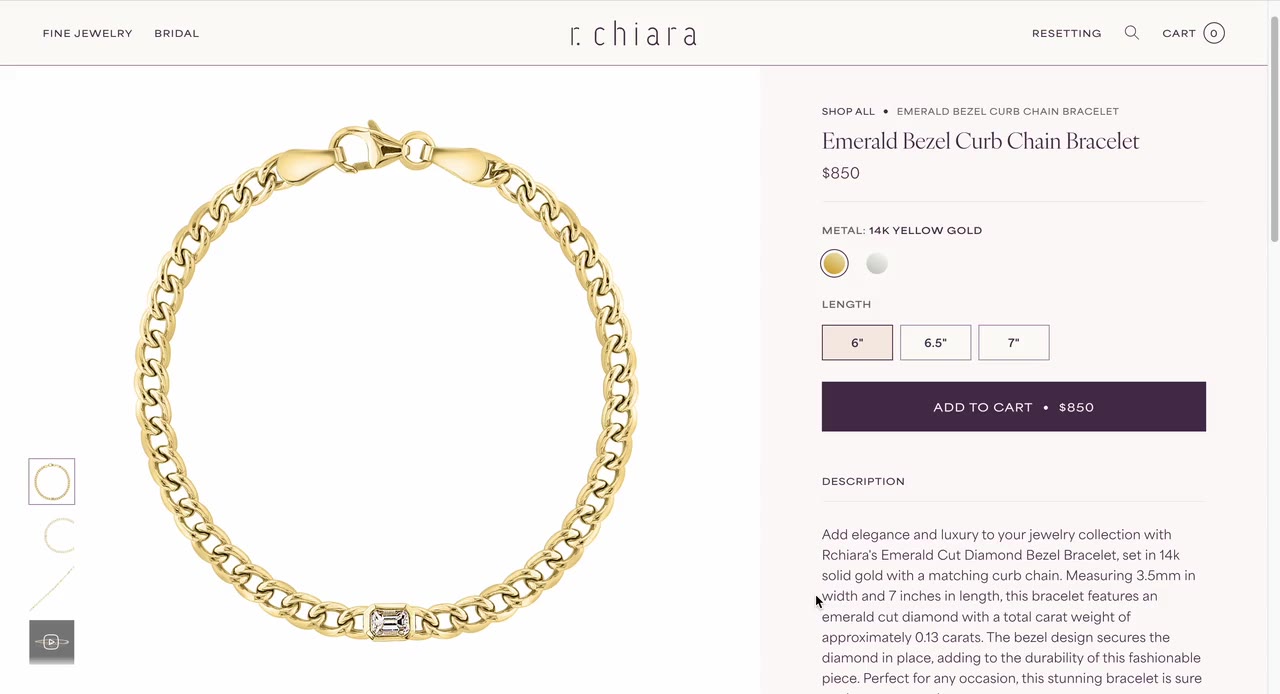 FINE JEWELRY BRIDAL r. chiara RESETTING CART 0
SHOP ALL • EMERALD BEZEL CURB CHAIN BRACELET
Emerald Bezel Curb Chain Bracelet
$850
METAL: 14K YELLOW GOLD
LENGTH
6" 6.5" 7"
ADD TO CART • $850
DESCRIPTION
Add elegance and luxury to your jewelry collection with
Rchiara's Emerald Cut Diamond Bezel Bracelet, set in 14k
solid gold with a matching curb chain. Measuring 3.5mm in
width and 7 inches in length, this bracelet features an
emerald cut diamond with a total carat weight of
approximately 0.13 carats. The bezel design secures the
diamond in place, adding to the durability of this fashionable
piece. Perfect for any occasion, this stunning bracelet is sure